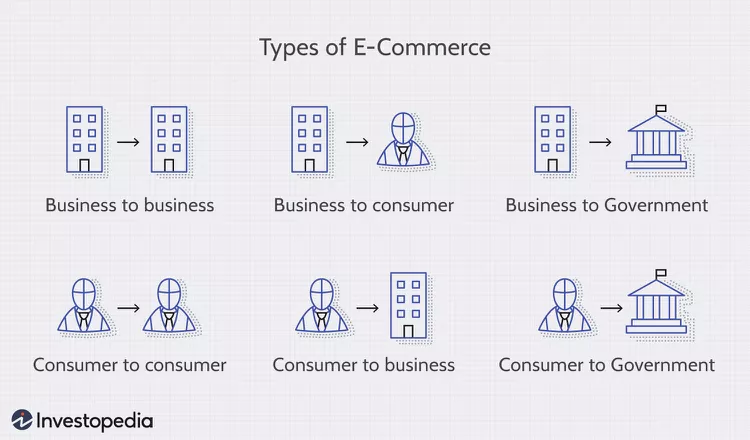 Types of E-Commerce
Business to business
Business to consumer
Business to Government
Consumer to consumer
Consumer to business
Consumer to Government
Investopedia